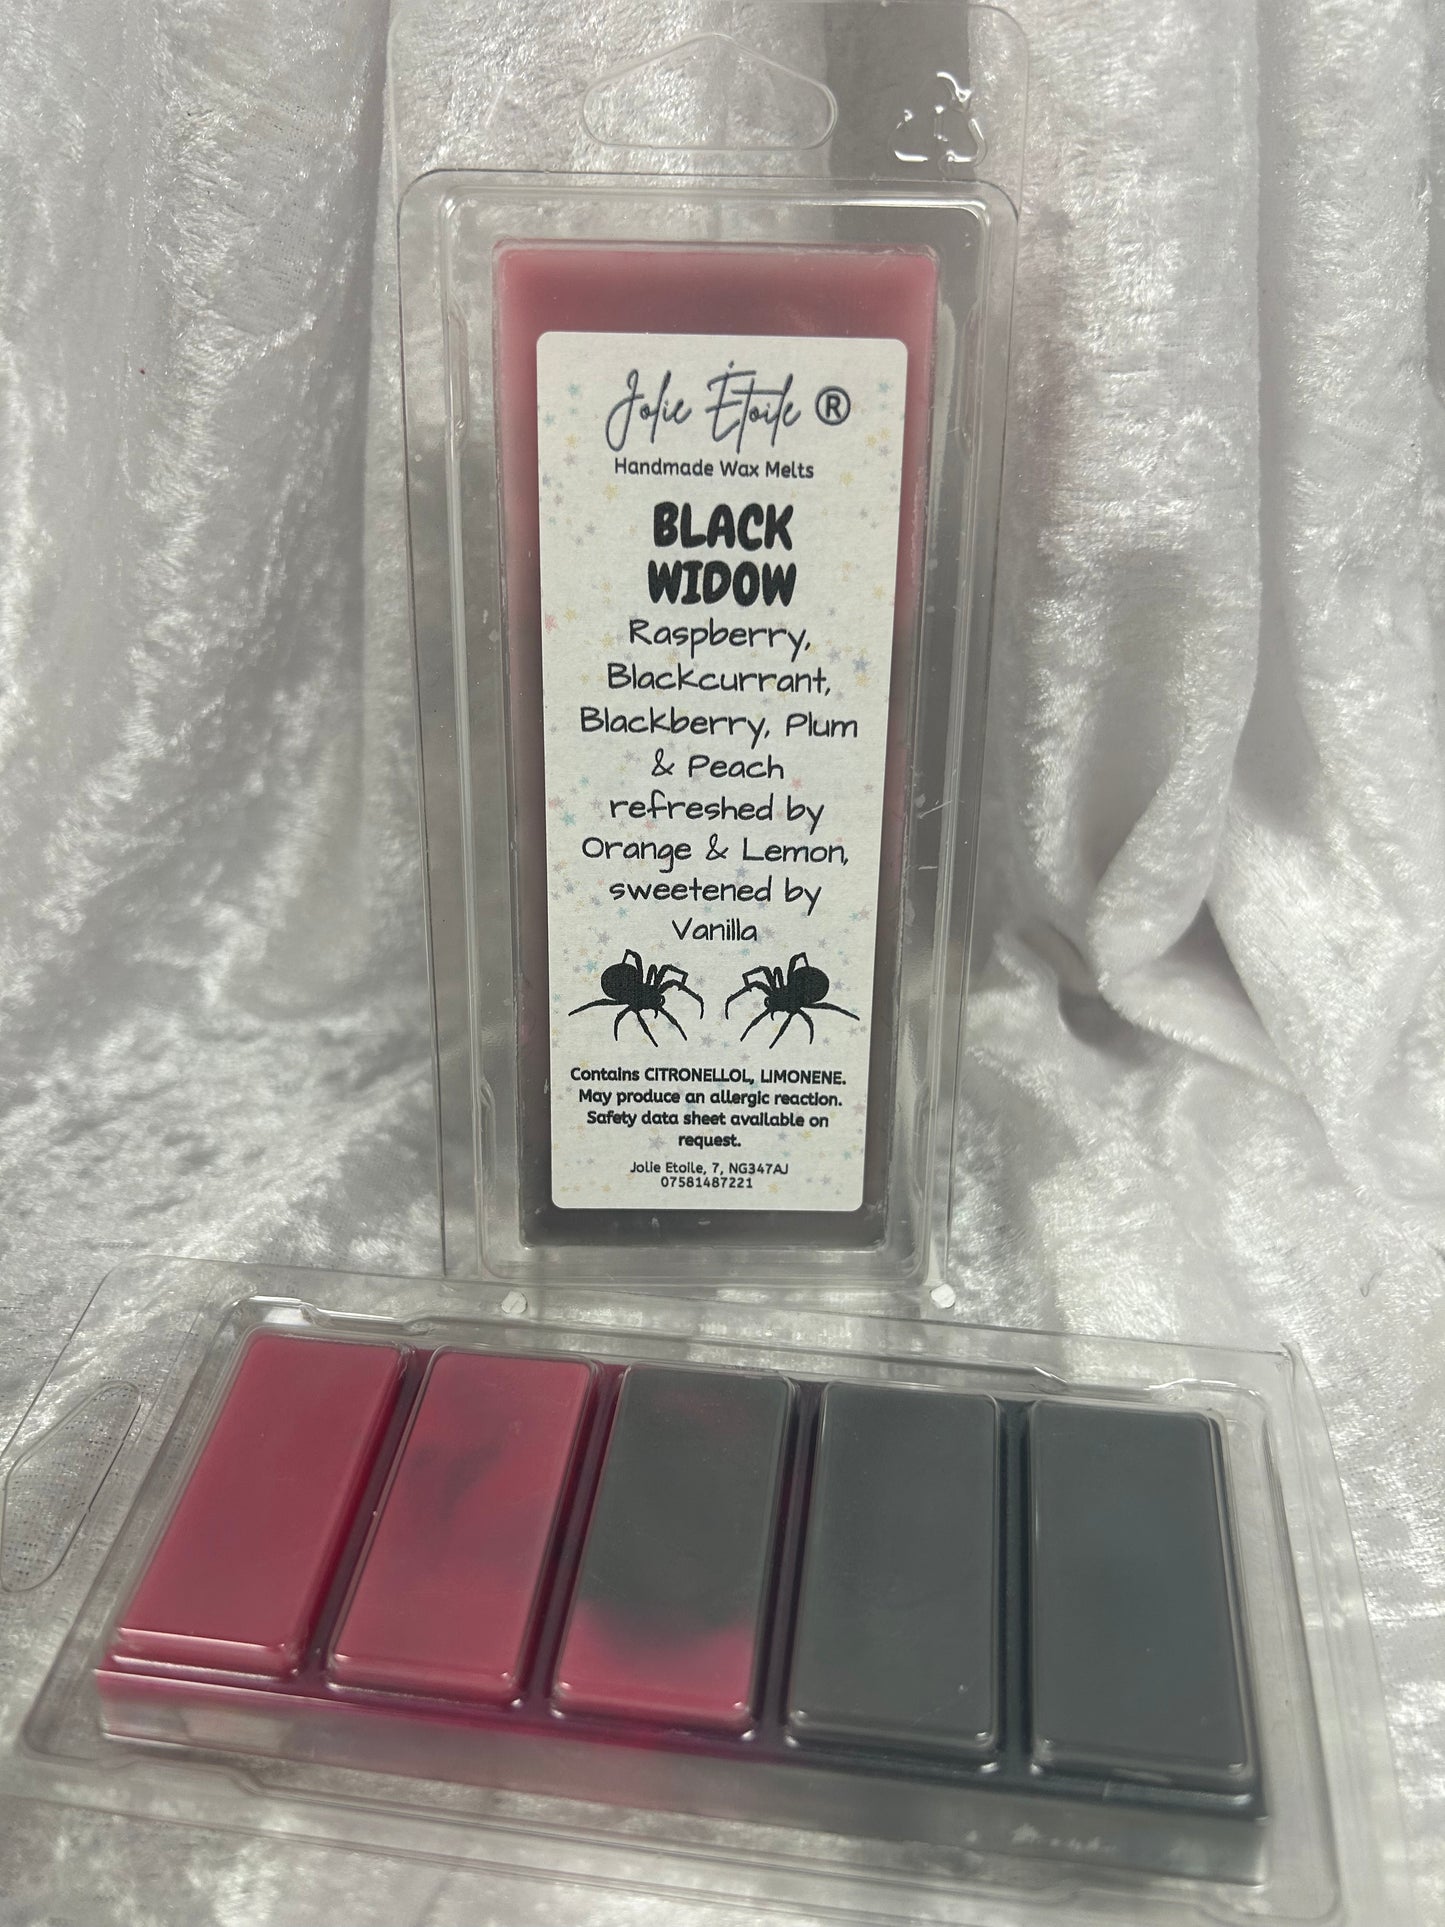 Jolie Étoile ®
Handmade Wax Melts
BLACK
WIDOW
Raspberry,
Blackcurrant,
Blackberry, Plum
& Peach
refreshed by
Orange & Lemon,
sweetened by
Vanilla
Contains CITRONELLOL, LIMONENE.
May produce an allergic reaction.
Safety data sheet available on
request.
Jolie Etoile, 7, NG347AJ
07581487221